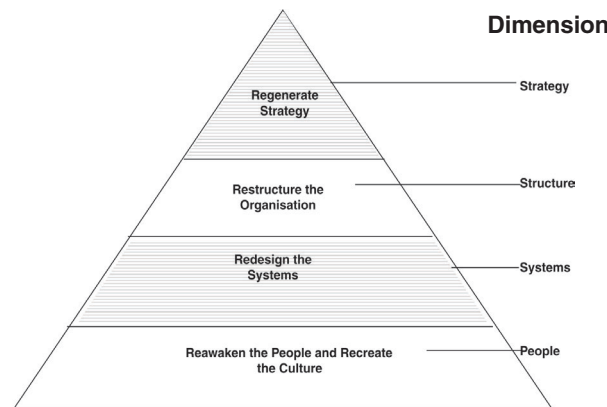 Dimension
Regenerate
Strategy
Strategy
Restructure the
Organisation
Structure
Redesign the
Systems
Systems
Reawaken the People and Recreate
the Culture
People